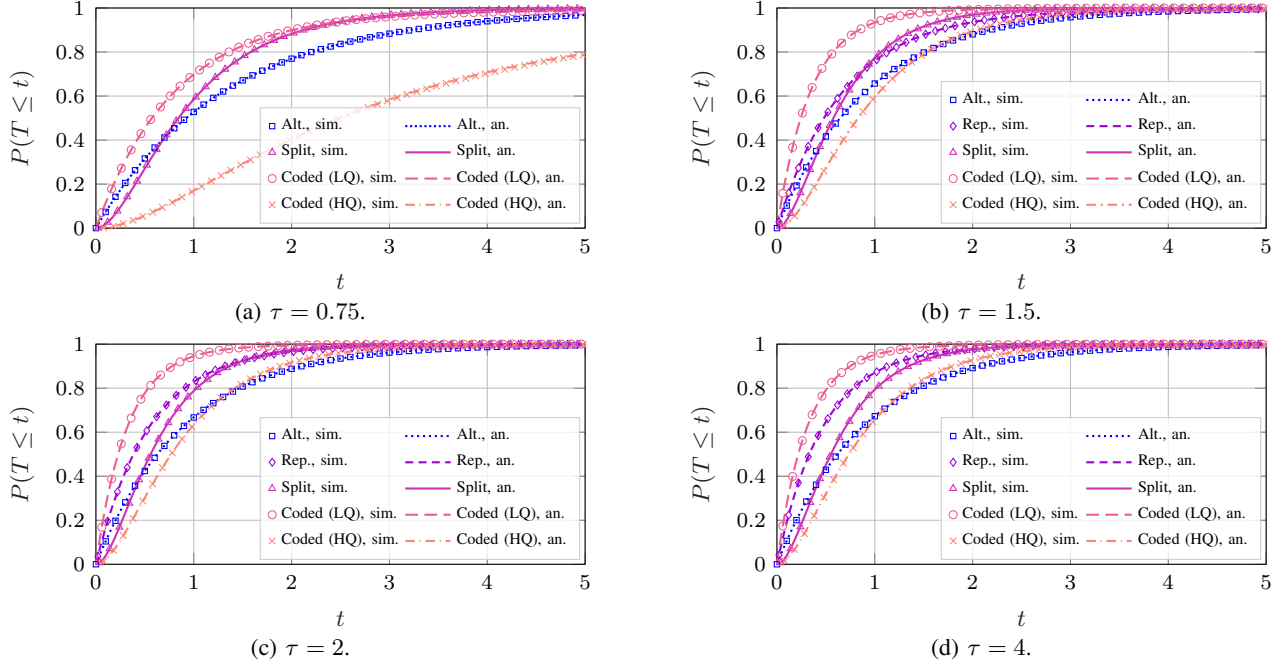 1
0.8
0.6
0.4
0.2
0
P(T ≤ t)
0 1 2 3 4 5
t
Alt., sim. Alt., an.
Split, sim. Split, an.
Coded (LQ), sim. Coded (LQ), an.
Coded (HQ), sim. Coded (HQ), an.
(a) τ = 0.75.
1
0.8
0.6
0.4
0.2
0
P(T ≤ t)
0 1 2 3 4 5
t
Alt., sim. Alt., an.
Rep., sim. Rep., an.
Split, sim. Split, an.
Coded (LQ), sim. Coded (LQ), an.
Coded (HQ), sim. Coded (HQ), an.
(b) τ = 1.5.
1
0.8
0.6
0.4
0.2
0
P(T ≤ t)
0 1 2 3 4 5
t
Alt., sim. Alt., an.
Rep., sim. Rep., an.
Split, sim. Split, an.
Coded (LQ), sim. Coded (LQ), an.
Coded (HQ), sim. Coded (HQ), an.
(c) τ = 2.
1
0.8
0.6
0.4
0.2
0
P(T ≤ t)
0 1 2 3 4 5
t
Alt., sim. Alt., an.
Rep., sim. Rep., an.
Split, sim. Split, an.
Coded (LQ), sim. Coded (LQ), an.
Coded (HQ), sim. Coded (HQ), an.
(d) τ = 4.